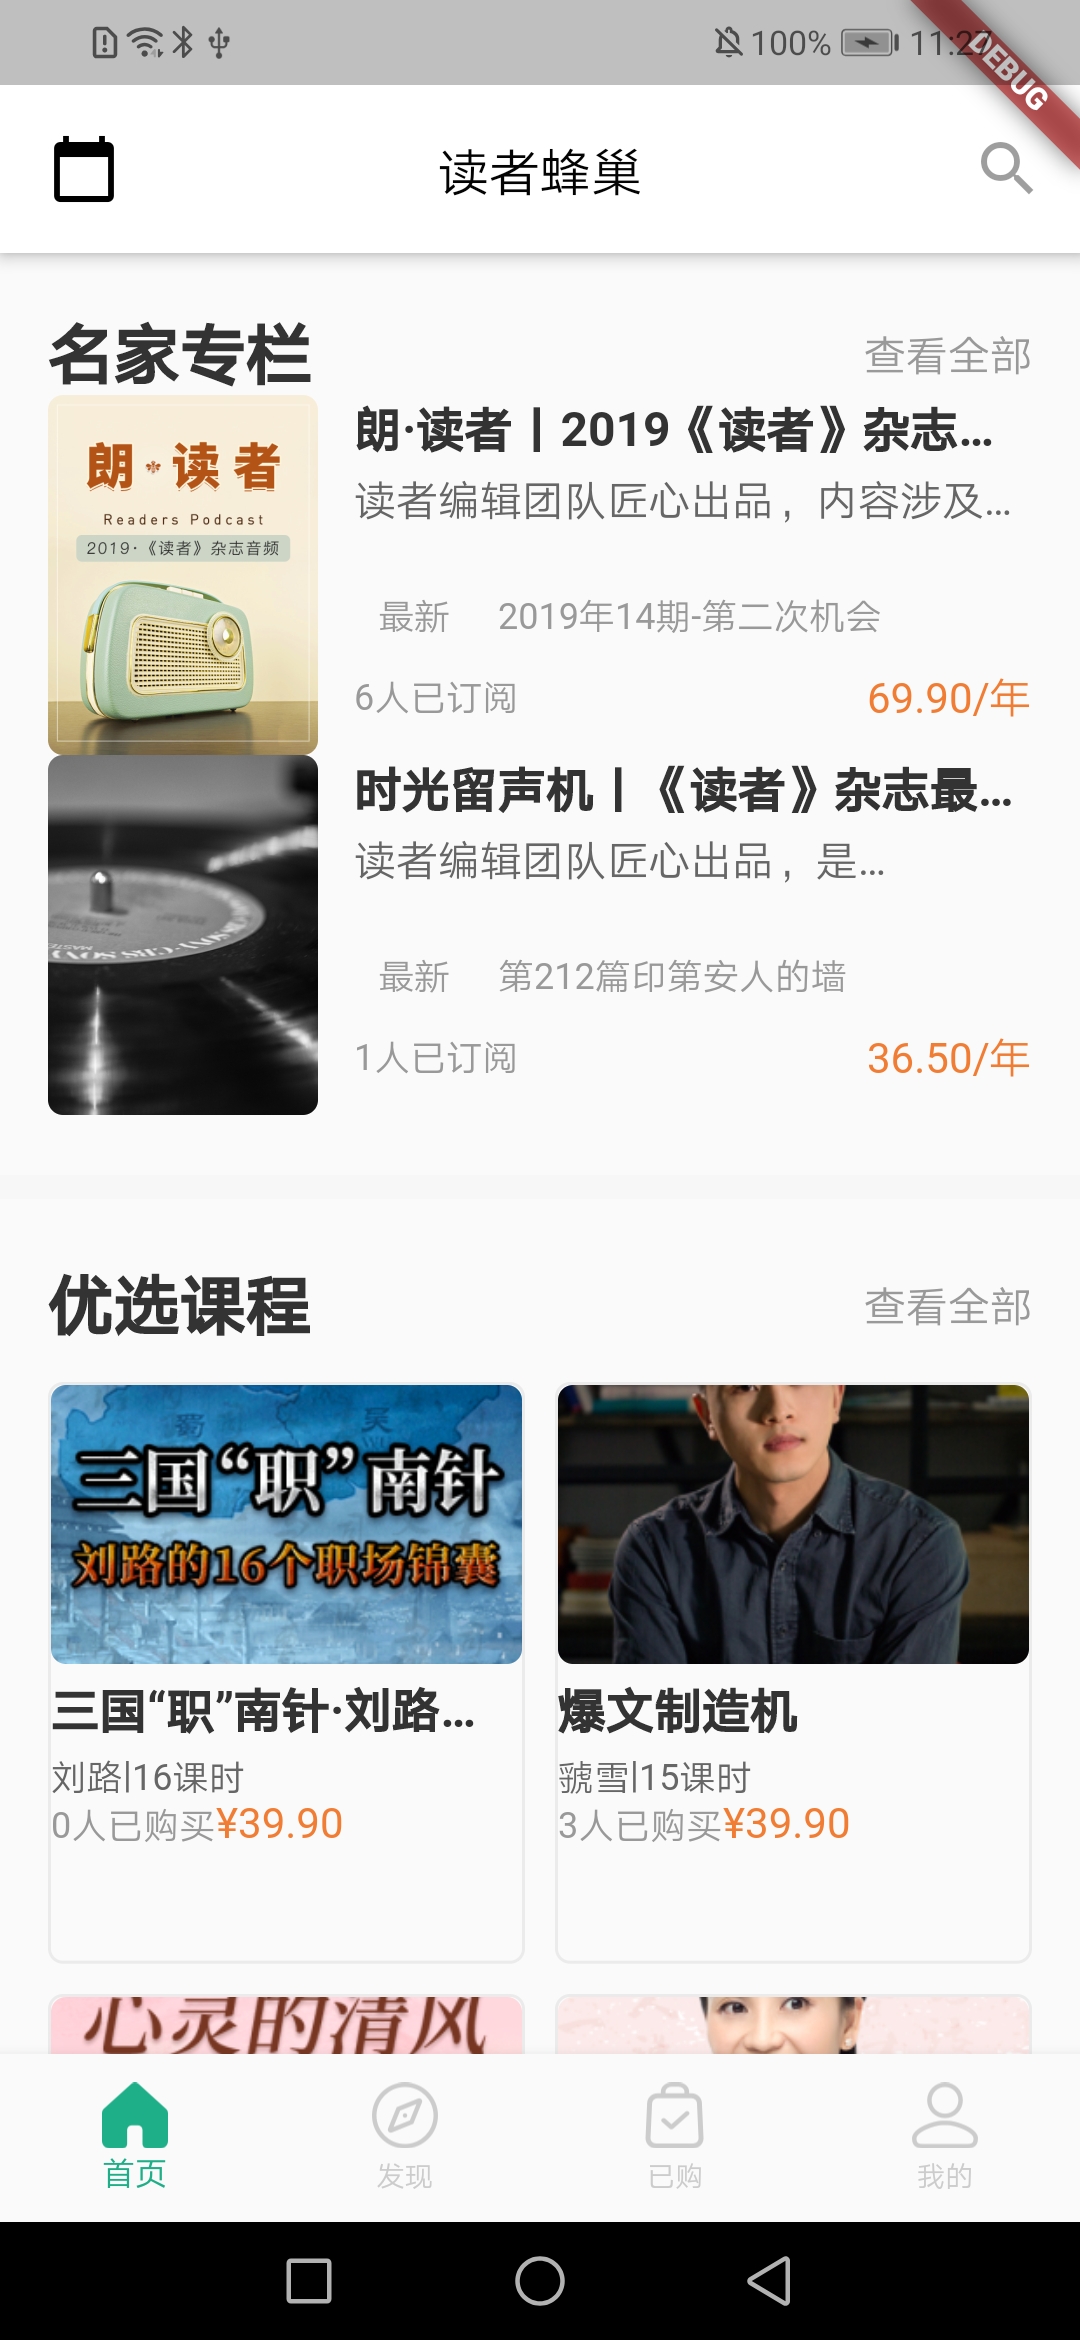 100% 11:27
DEBUG
读者蜂巢
名家专栏
查看全部
朗·读者
Readers Podcast
2019·《读者》杂志音频
朗·读者丨2019《读者》杂志...
读者编辑团队匠心出品，内容涉及...
最新 2019年14期-第二次机会
6人已订阅
69.90/年
时光留声机丨《读者》杂志最...
读者编辑团队匠心出品，是...
最新 第212篇印第安人的墙
1人已订阅
36.50/年
优选课程
查看全部
蜀 吴
三国“职”南针
刘路的16个职场锦囊
三国“职”南针·刘路...
刘路|16课时
0人已购买¥39.90
爆文制造机
虢雪|15课时
3人已购买¥39.90
心灵的清风
首页
发现
已购
我的